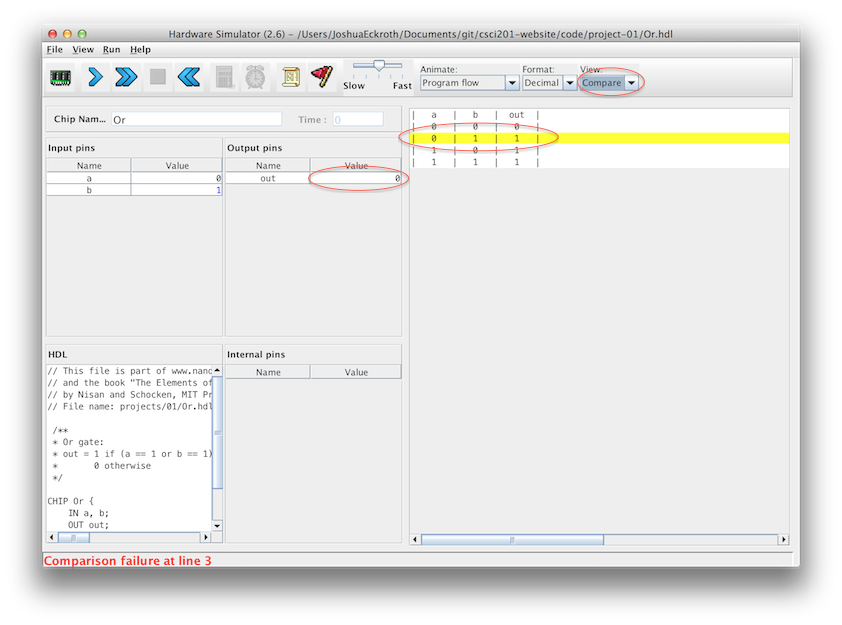 Hardware Simulator (2.6) - /Users/JoshuaEckroth/Documents/git/csci201-website/code/project-01/Or.hdl
File View Run Help
Slow Fast
Animate: Format: View:
Program flow Decimal Compare
Chip Nam... Or Time : 0
Input pins Output pins
Name Value Name Value
a 0 out 0
b 1
| a | b | out |
| 0 | 0 | 0 |
| 0 | 1 | 1 |
| 1 | 0 | 1 |
| 1 | 1 | 1 |
HDL
// This file is part of www.nand
// and the book "The Elements of
// by Nisan and Schocken, MIT Pr
// File name: projects/01/Or.hdl
/**
* Or gate:
* out = 1 if (a == 1 or b == 1)
* 0 otherwise
*/
CHIP Or {
IN a, b;
OUT out;
Internal pins
Name Value
Comparison failure at line 3